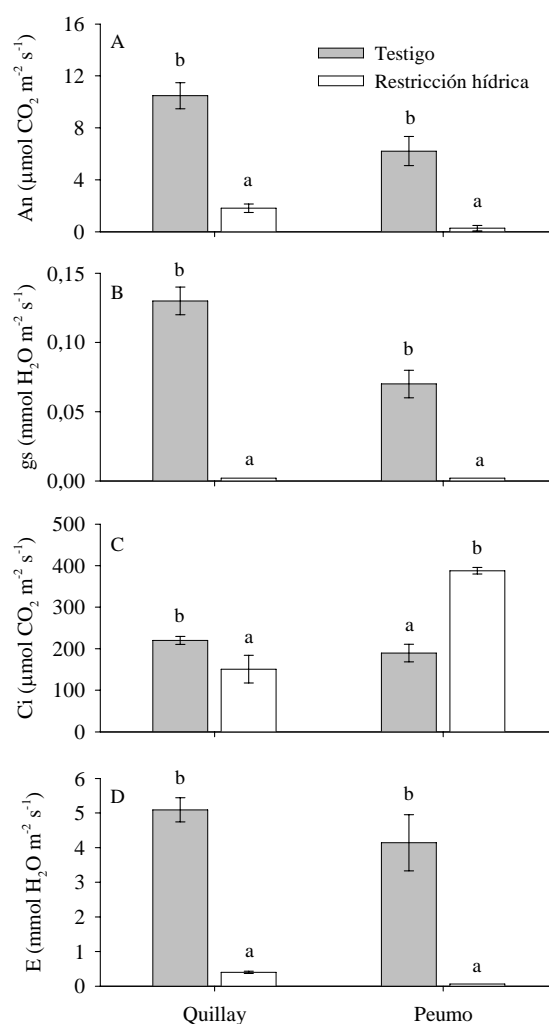 A
Testigo
Restricción hídrica
An (µmol CO₂ m⁻² s⁻¹)
16
12
8
4
0
b
a
b
a
B
gs (mmol H₂O m⁻² s⁻¹)
0,15
0,10
0,05
0,00
b
a
b
a
C
Ci (µmol CO₂ m⁻² s⁻¹)
500
400
300
200
100
0
b
a
a
b
D
E (mmol H₂O m⁻² s⁻¹)
6
5
4
3
2
1
0
b
a
b
a
Quillay
Peumo